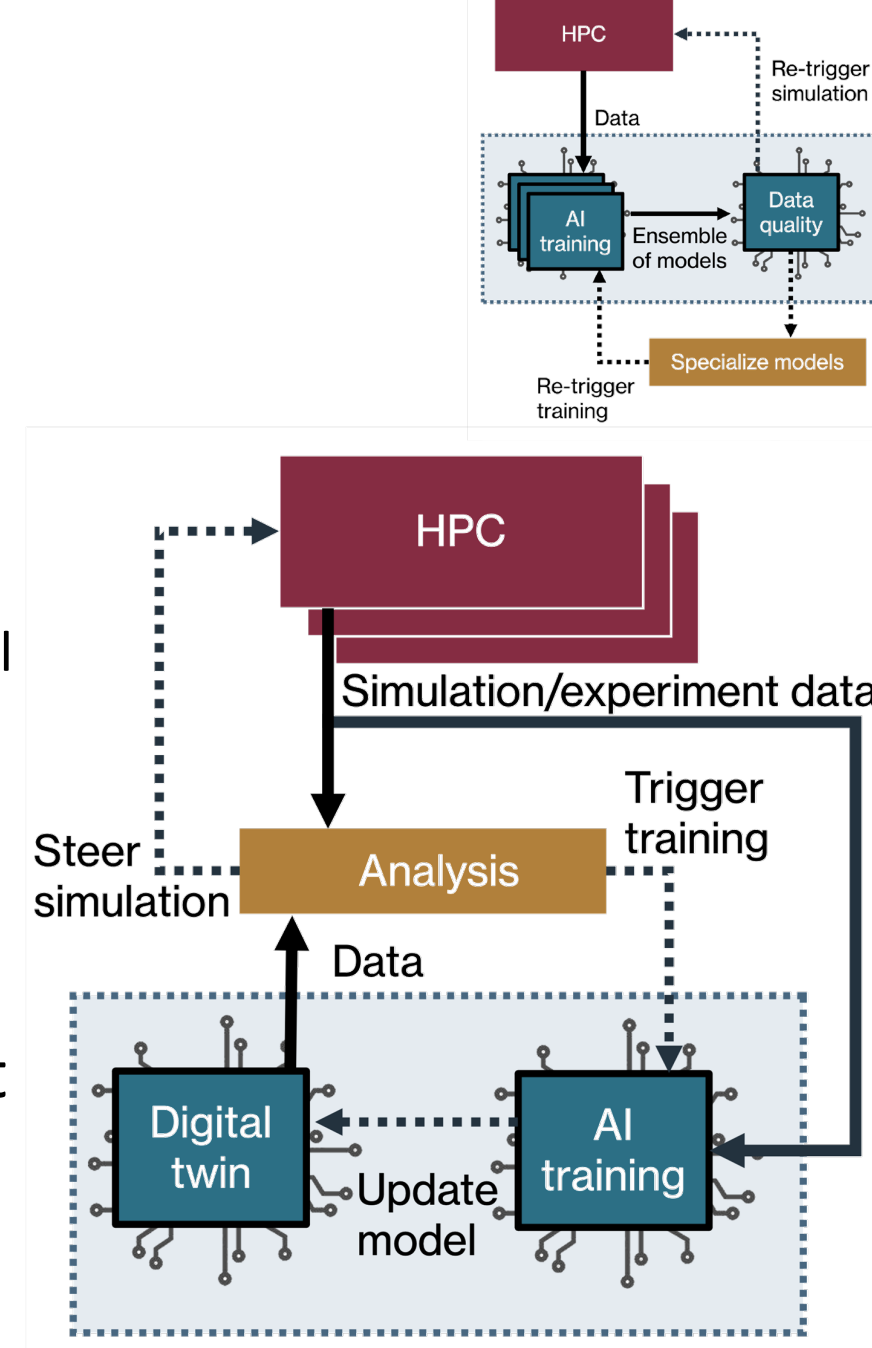 HPC
Re-trigger
simulation
Data
AI
training
Ensemble
of models
Data
quality
Specialize models
Re-trigger
training
HPC
Simulation/experiment data
Trigger
training
Steer
simulation
Analysis
Data
Digital
twin
AI
training
Update
model